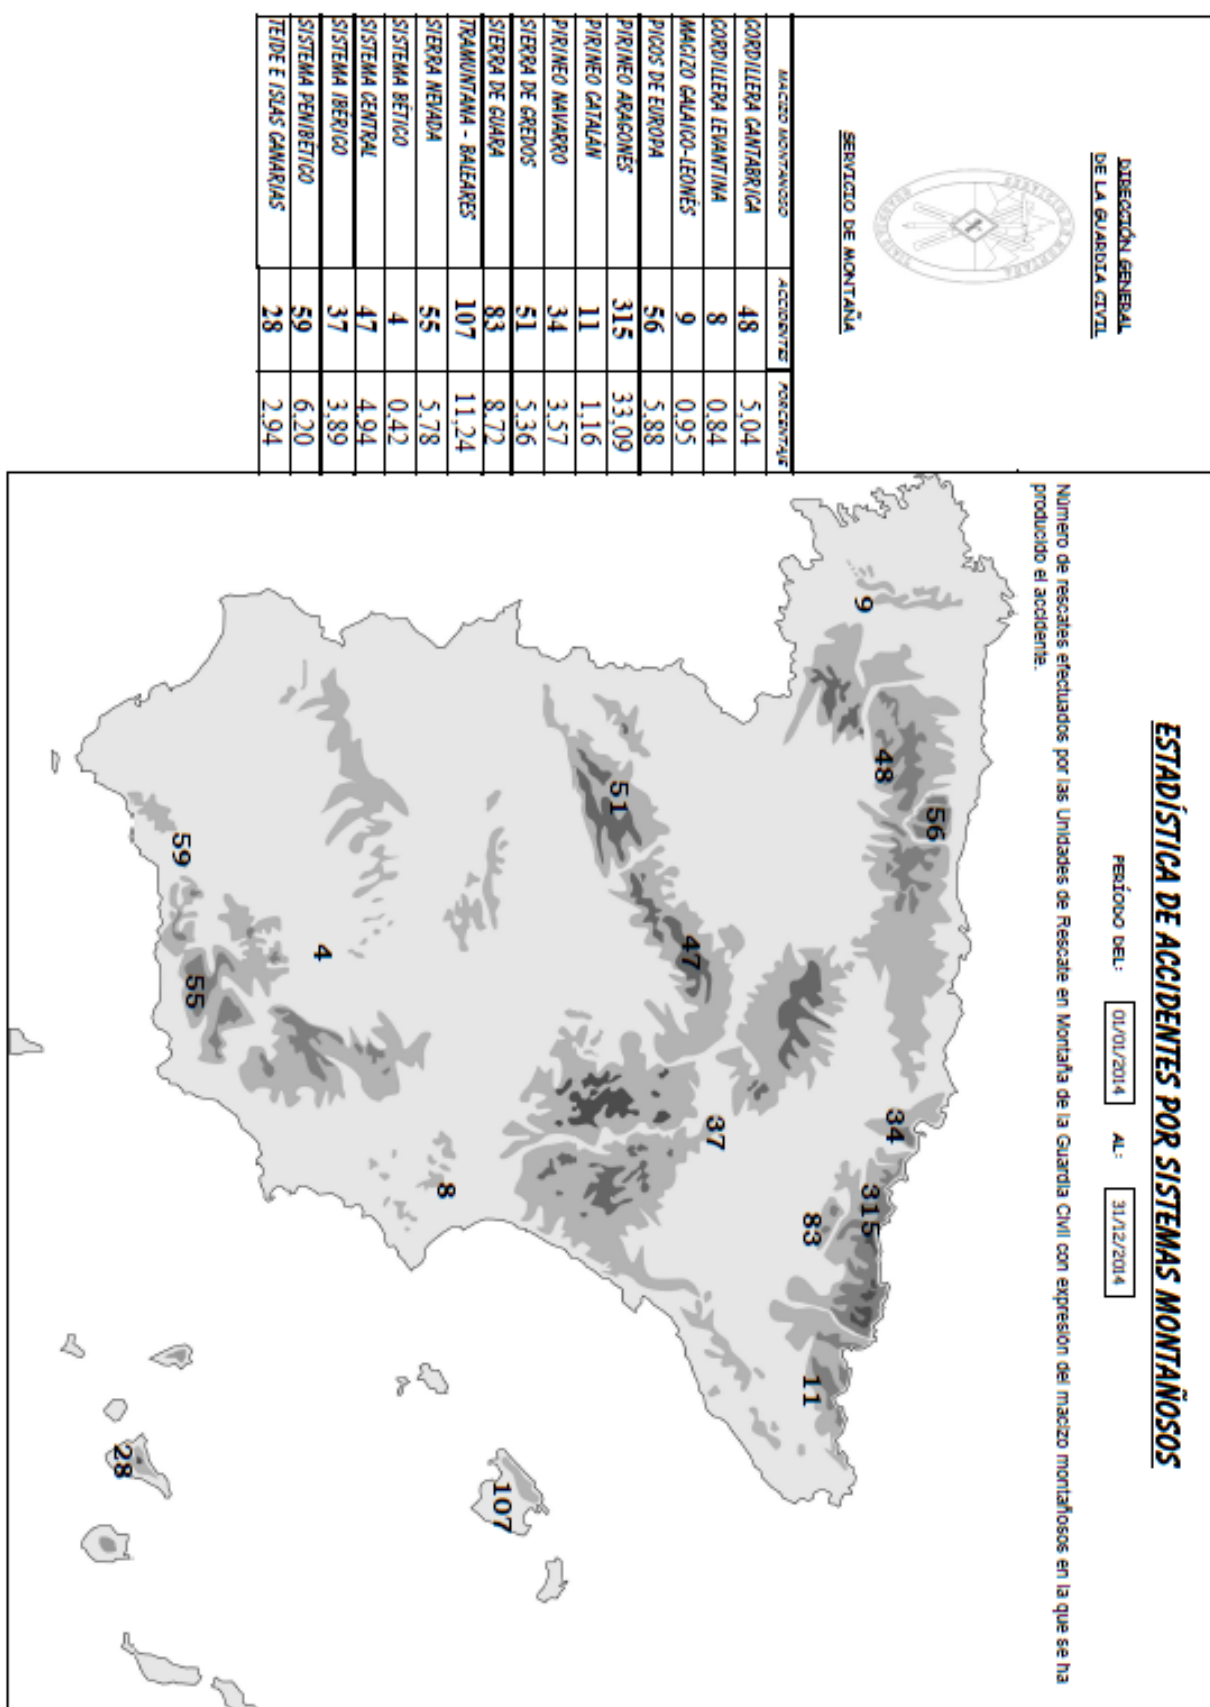 DIRECCIÓN GENERAL
DE LA GUARDIA CIVIL
SERVICIO DE MONTAÑA
MACIZO MONTAÑOSO ACCIDENTES PORCENTAJE
CORDILLERA CANTABRICA 48 5,04
CORDILLERA LEVANTINA 8 0,84
MACIZO GALAICO-LEONÉS 9 0,95
PICOS DE EUROPA 56 5,88
PIRINEO ARAGONÉS 315 33,09
PIRINEO CATALÁN 11 1,16
PIRINEO NAVARRO 34 3,57
SIERRA DE GREDOS 51 5,36
SIERRA DE GUARA 83 8,72
TRAMUNTANA - BALEARES 107 11,24
SIERRA NEVADA 55 5,78
SISTEMA BÉTICO 4 0,42
SISTEMA CENTRAL 47 4,94
SISTEMA IBÉRICO 37 3,89
SISTEMA PENIBÉTICO 59 6,20
TEIDE E ISLAS CANARIAS 28 2,94
ESTADÍSTICA DE ACCIDENTES POR SISTEMAS MONTAÑOSOS
PERÍODO DEL: 01/01/2014 AL: 31/12/2014
Número de rescates efectuados por las Unidades de Rescate en Montaña de la Guardia Civil con expresión del macizo montañosos en la que se ha
producido el accidente.
9
48
56
34
315
83
11
51
47
37
8
4
59
55
107
28